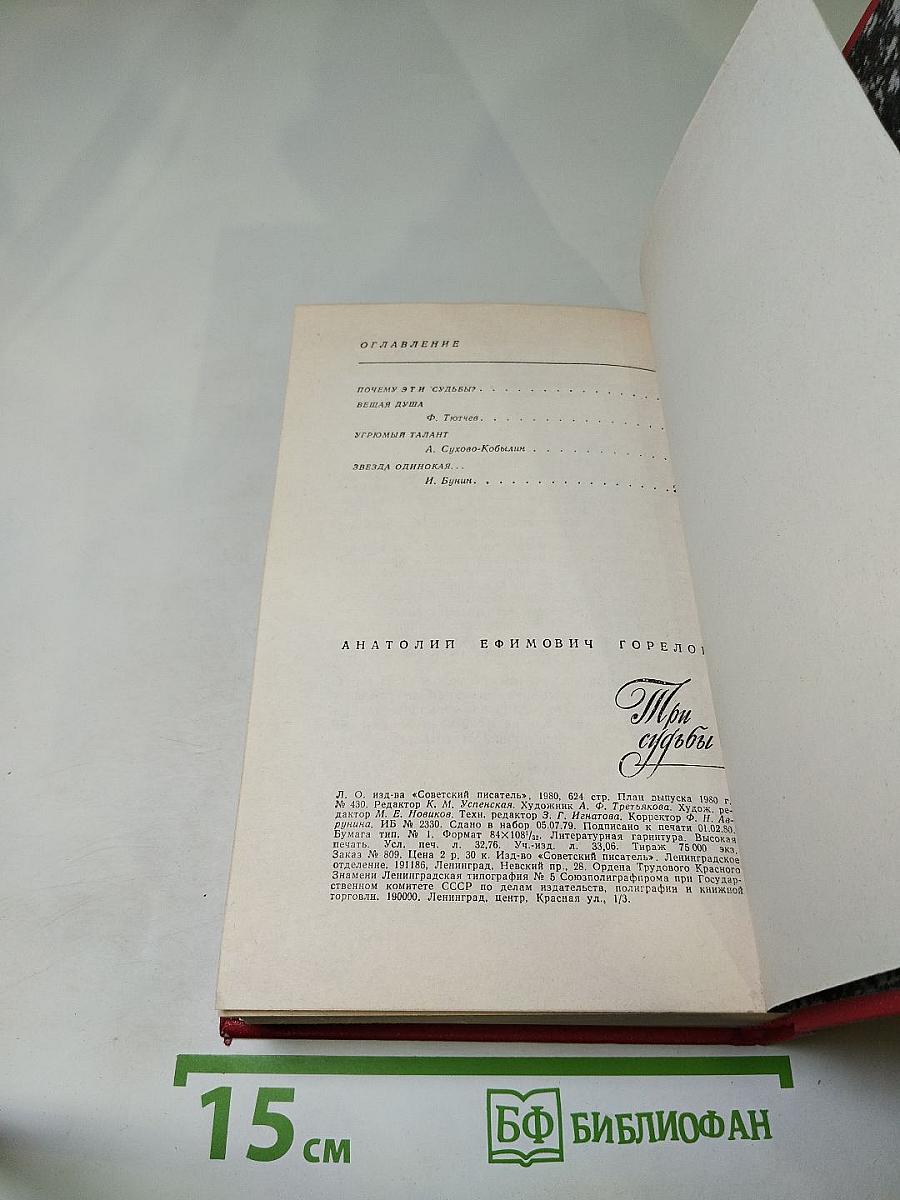 ОГЛАВЛЕНИЕ
ПОЧЕМУ ЭТИ СУДЬБЫ? . . . . . . . . . . . .
ВЕЩАЯ ДУША
Ф. Тютчев. . . . . . . . . . . . .
УГРЮМЫЙ ТАЛАНТ
А. Сухово-Кобылин . . . . . . . . . .
ЗВЕЗДА ОДИНОКАЯ...
И. Бунин. . . . . . . . . . . . . .
АНАТОЛИЙ ЕФИМОВИЧ ГОРЕЛОВ
Три
судьбы
Л. О. изд-ва «Советский писатель», 1980, 624 стр. План выпуска 1980 г.
№ 430. Редактор К. М. Успенская. Художник А. Ф. Третьякова. Худож. ре-
дактор М. Е. Новиков. Техн. редактор З. Г. Игнатова. Корректор Ф. Н. Ав-
рунина. ИБ № 2330. Сдано в набор 05.07.79. Подписано к печати 01.02.80.
Бумага тип. № 1. Формат 84×108¹/₃₂. Литературная гарнитура. Высокая
печать. Усл. печ. л. 32,76. Уч.-изд. л. 33,06. Тираж 75 000 экз.
Заказ № 809. Цена 2 р. 30 к. Изд-во «Советский писатель». Ленинградское
отделение. 191186, Ленинград, Невский пр., 28. Ордена Трудового Красного
Знамени Ленинградская типография № 5 Союзполиграфпрома при Государ-
ственном комитете СССР по делам издательств, полиграфии и книжной
торговли. 190000, Ленинград, центр, Красная ул., 1/3.
15 см
БФ БИБЛИОФАН